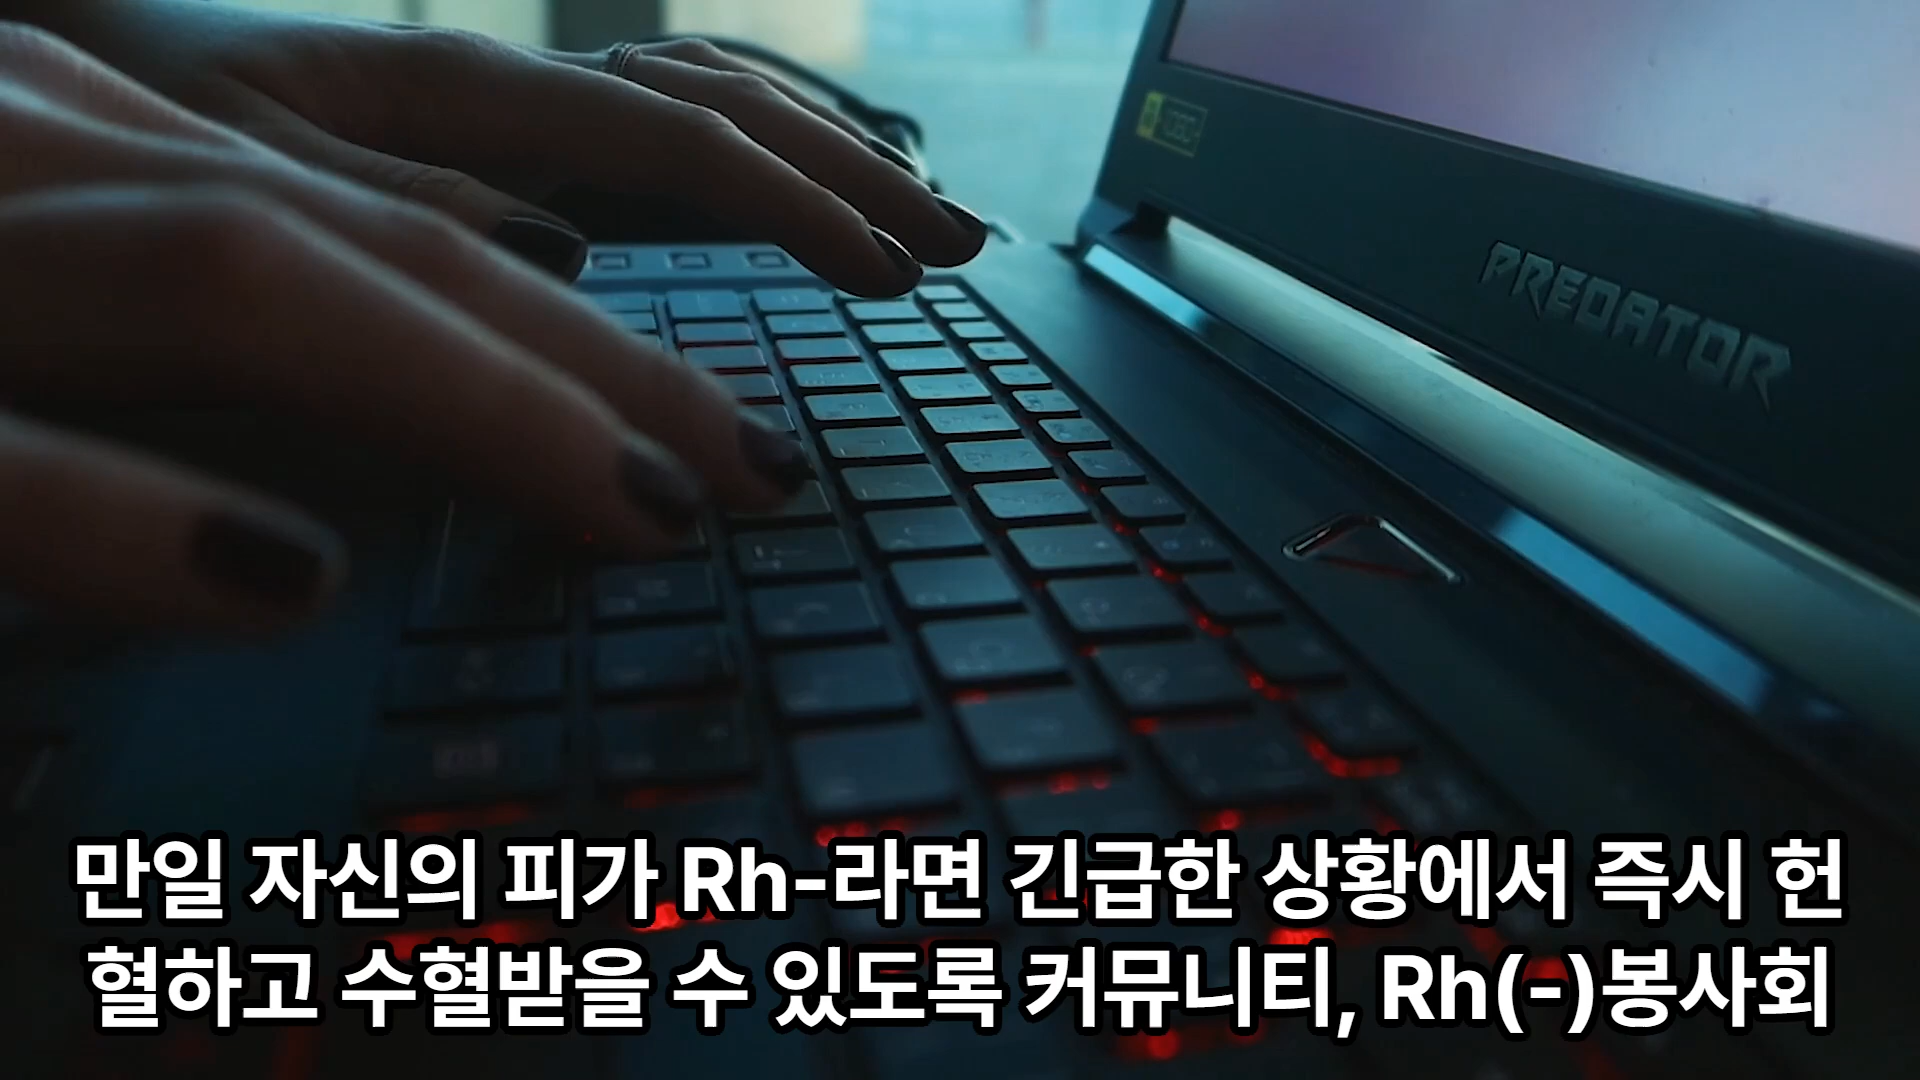 PREDATOR
만일 자신의 피가 Rh-라면 긴급한 상황에서 즉시 헌
혈하고 수혈받을 수 있도록 커뮤니티, Rh(-)봉사회